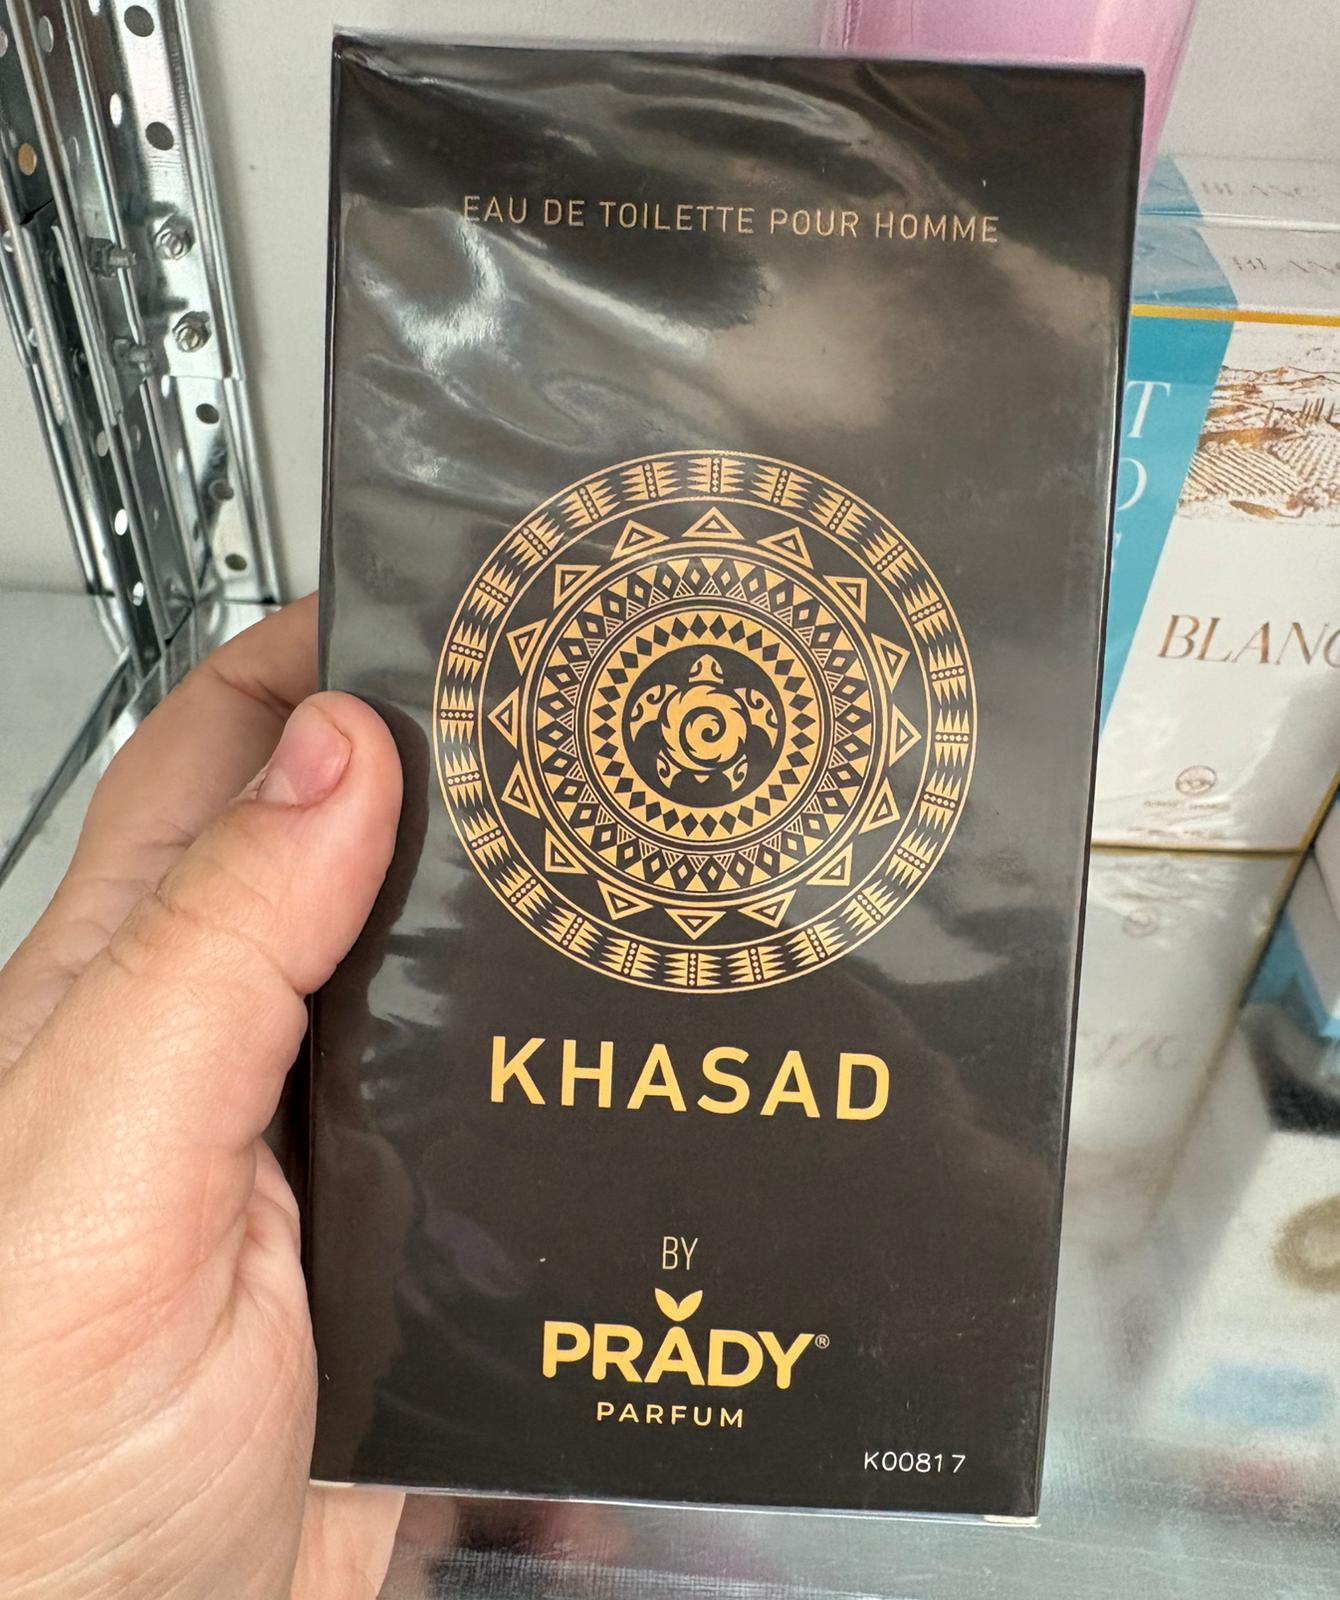 EAU DE TOILETTE POUR HOMME
KHASAD
BY
PRADY®
PARFUM
K00817
BLANC